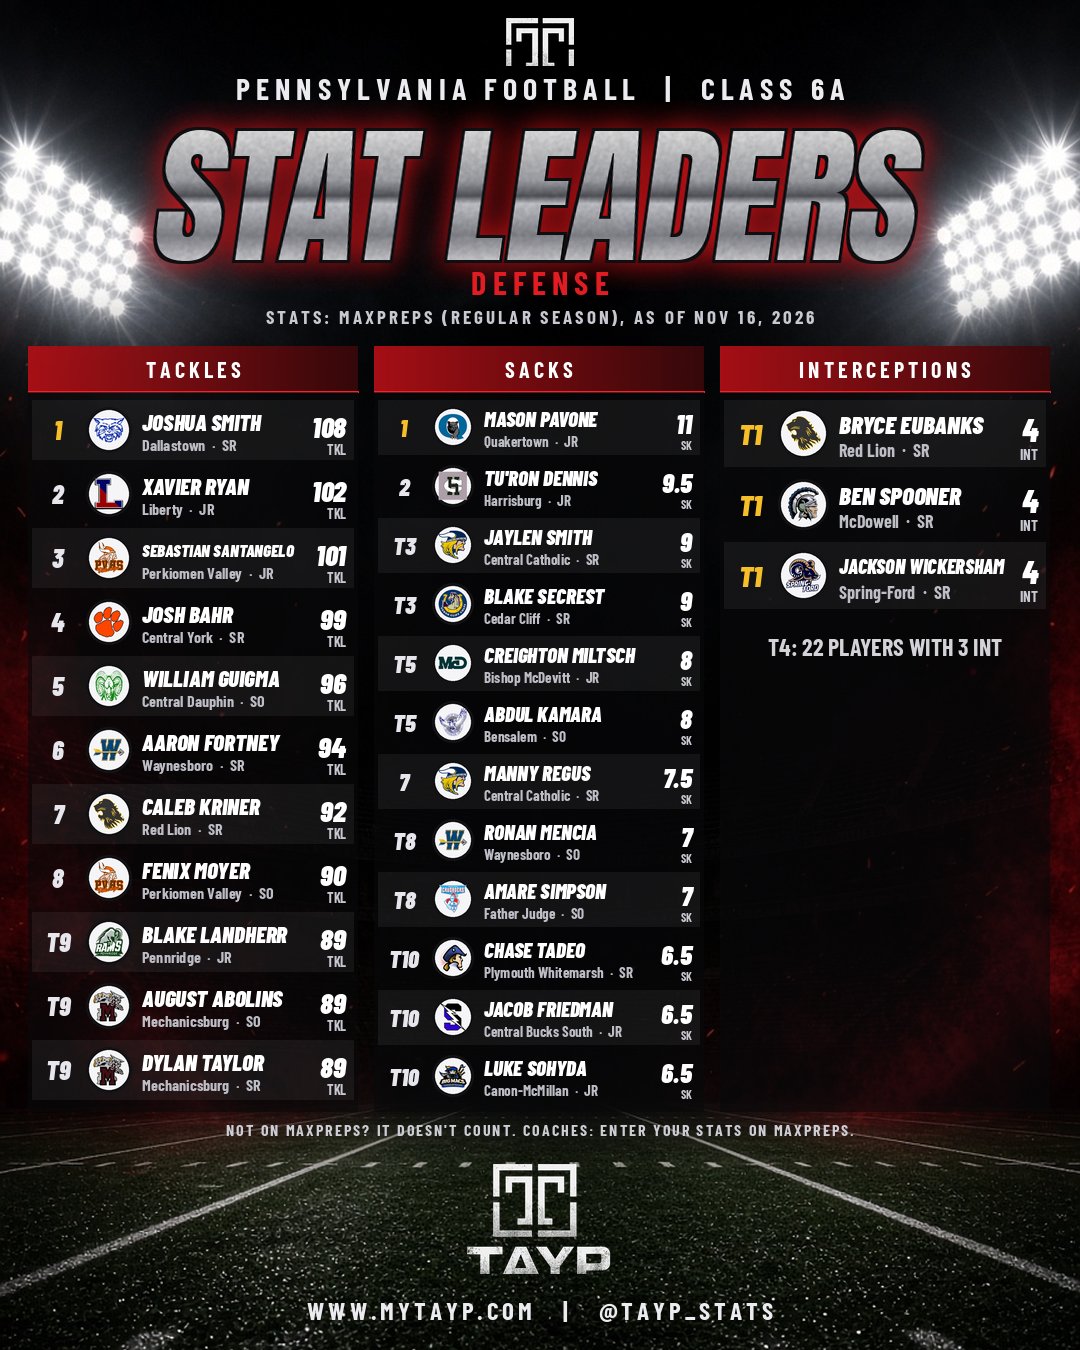 PENNSYLVANIA FOOTBALL | CLASS 6A
STAT LEADERS
DEFENSE
STATS: MAXPREPS (REGULAR SEASON), AS OF NOV 16, 2026
TACKLES
1 JOSHUA SMITH 108
Dallastown · SR TKL
2 XAVIER RYAN 102
Liberty · JR TKL
3 SEBASTIAN SANTANGELO 101
Perkiomen Valley · JR TKL
4 JOSH BAHR 99
Central York · SR TKL
5 WILLIAM GUIGMA 96
Central Dauphin · SO TKL
6 AARON FORTNEY 94
Waynesboro · SR TKL
7 CALEB KRINER 92
Red Lion · SR TKL
8 FENIX MOYER 90
Perkiomen Valley · SO TKL
T9 BLAKE LANDHERR 89
Pennridge · JR TKL
T9 AUGUST ABOLINS 89
Mechanicsburg · SO TKL
T9 DYLAN TAYLOR 89
Mechanicsburg · SR TKL
SACKS
1 MASON PAVONE 11
Quakertown · JR SK
2 TU'RON DENNIS 9.5
Harrisburg · JR SK
T3 JAYLEN SMITH 9
Central Catholic · SR SK
T3 BLAKE SECREST 9
Cedar Cliff · SR SK
T5 CREIGHTON MILTSCH 8
Bishop McDevitt · JR SK
T5 ABDUL KAMARA 8
Bensalem · SO SK
7 MANNY REGUS 7.5
Central Catholic · SR SK
T8 RONAN MENCIA 7
Waynesboro · SO SK
T8 AMARE SIMPSON 7
Father Judge · SO SK
T10 CHASE TADEO 6.5
Plymouth Whitemarsh · SR SK
T10 JACOB FRIEDMAN 6.5
Central Bucks South · JR SK
T10 LUKE SOHYDA 6.5
Canon-McMillan · JR SK
INTERCEPTIONS
T1 BRYCE EUBANKS 4
Red Lion · SR INT
T1 BEN SPOONER 4
McDowell · SR INT
T1 JACKSON WICKERSHAM 4
Spring-Ford · SR INT
T4: 22 PLAYERS WITH 3 INT
NOT ON MAXPREPS? IT DOESN'T COUNT. COACHES: ENTER YOUR STATS ON MAXPREPS.
TAYP
WWW.MYTAYP.COM | @TAYP_STATS